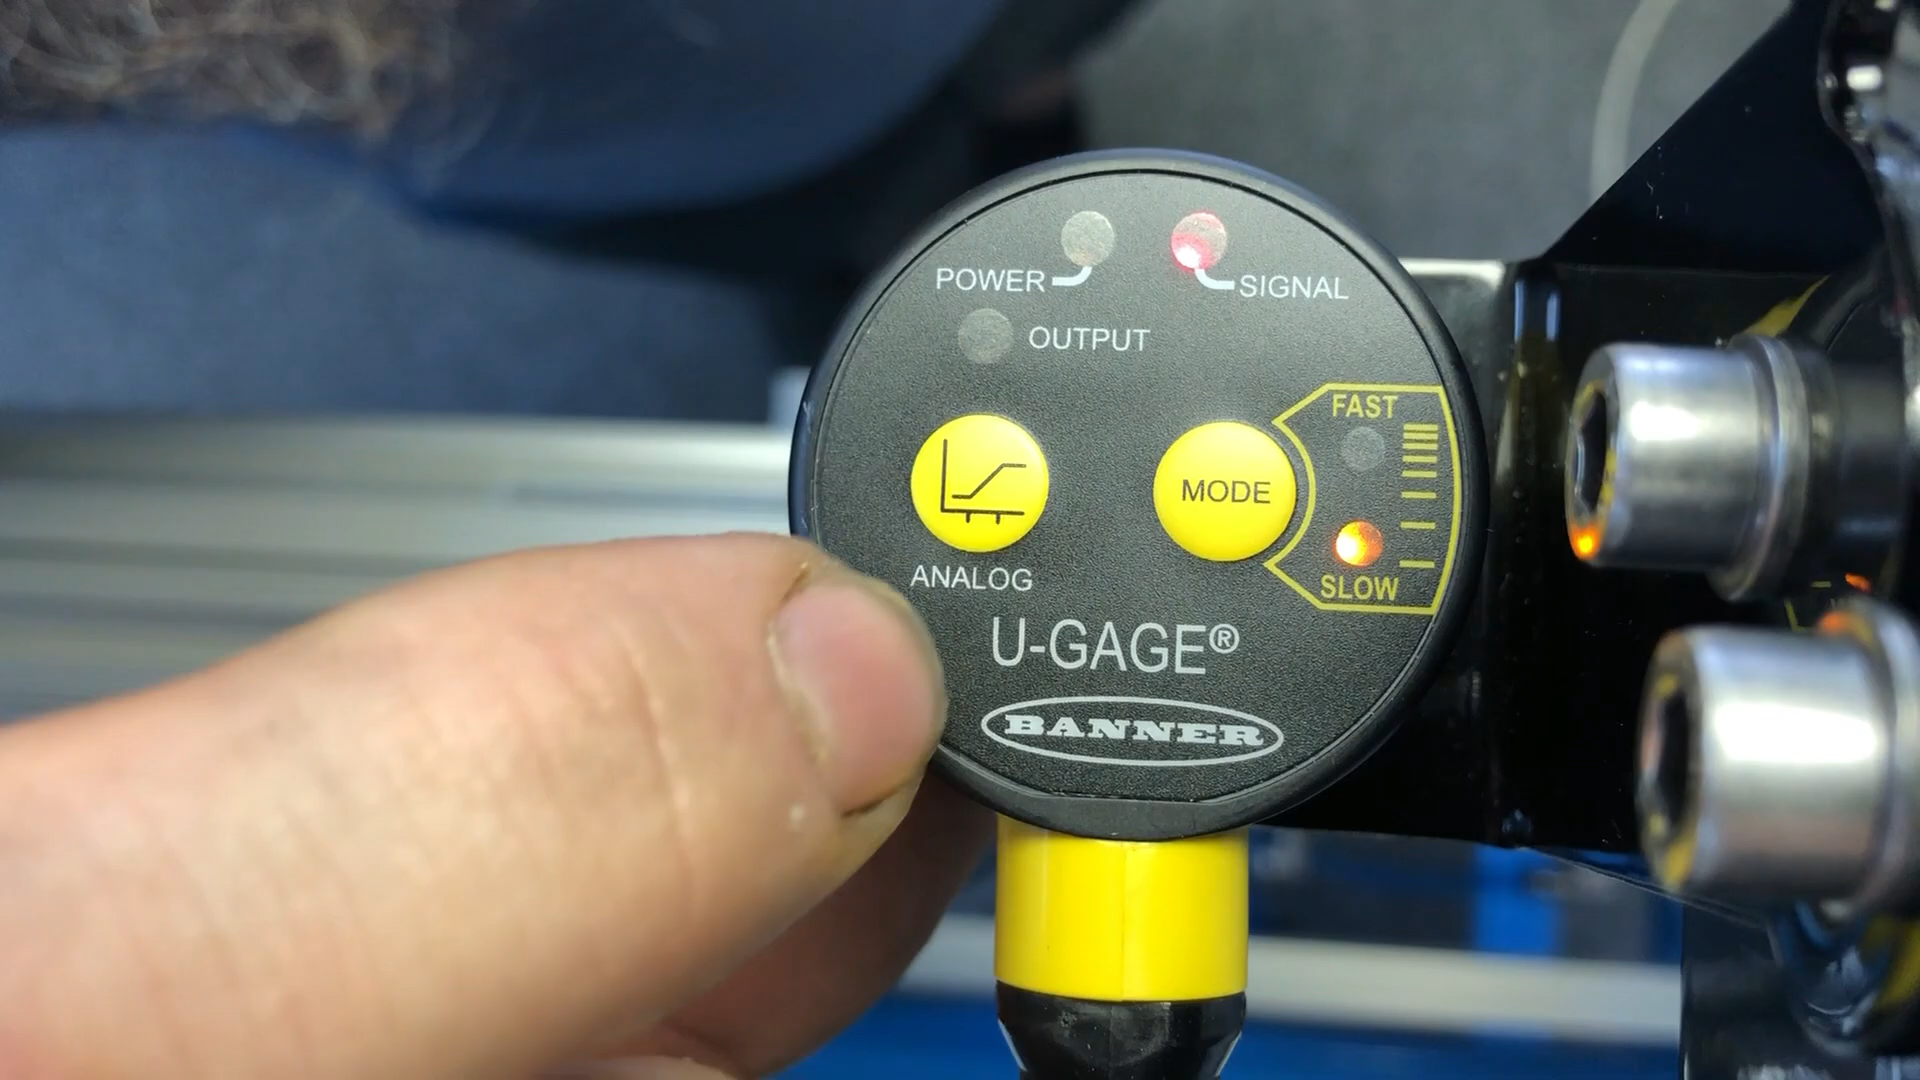 POWER
SIGNAL
OUTPUT
FAST
MODE
SLOW
ANALOG
U-GAGE®
BANNER